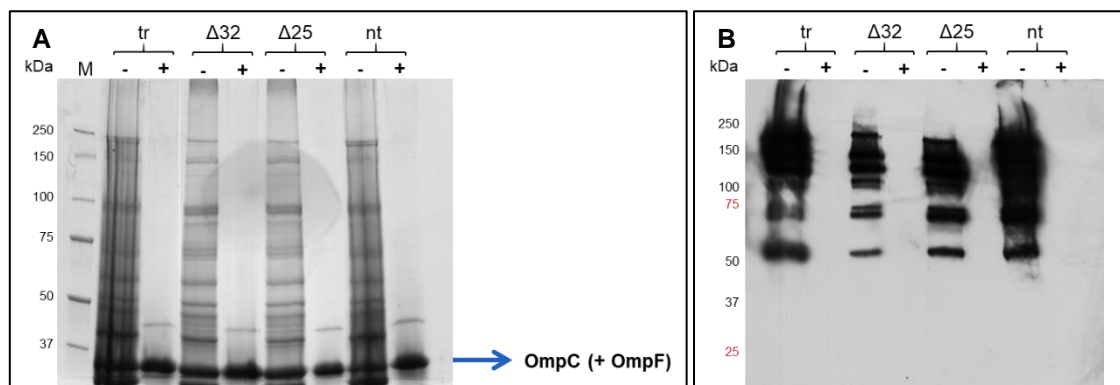 A
tr Δ32 Δ25 nt
kDa M - + - + - + - +
250
150
100
75
50
37
OmpC (+ OmpF)
B
tr Δ32 Δ25 nt
kDa - + - + - + - +
250
150
100
75
50
37
25